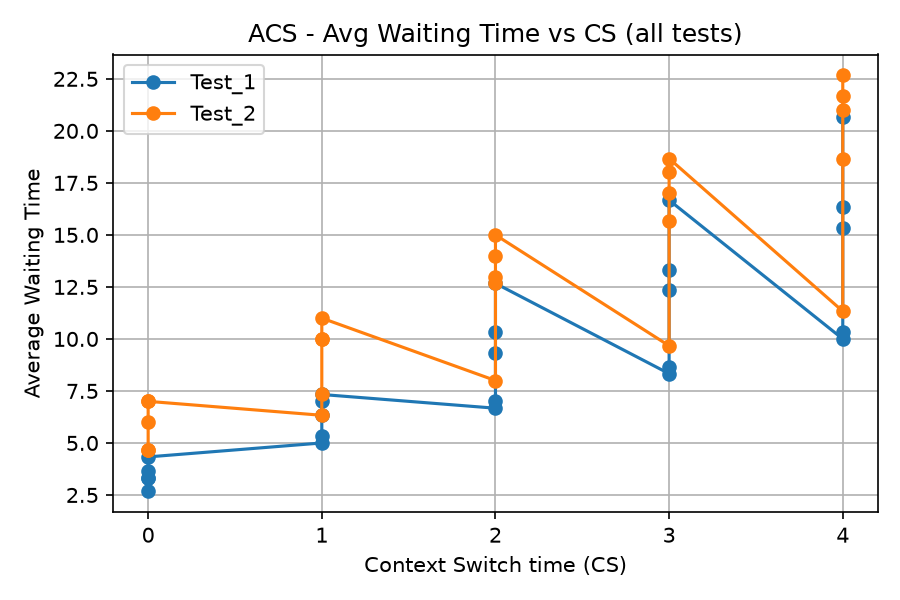 ACS - Avg Waiting Time vs CS (all tests)
Test_1
Test_2
Average Waiting Time
22.5
20.0
17.5
15.0
12.5
10.0
7.5
5.0
2.5
0 1 2 3 4
Context Switch time (CS)